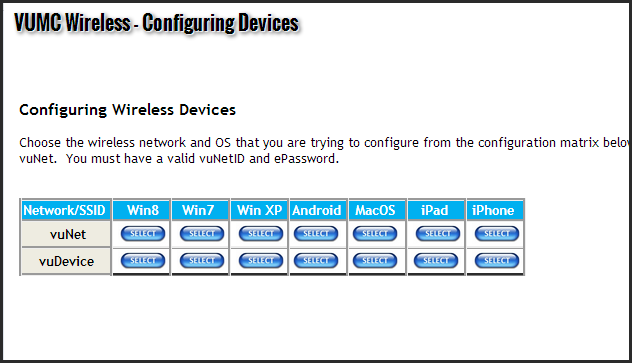 VUMC Wireless - Configuring Devices
Configuring Wireless Devices
Choose the wireless network and OS that you are trying to configure from the configuration matrix belo
vuNet. You must have a valid vuNetID and ePassword.
Network/SSID Win8 Win7 Win XP Android MacOS iPad iPhone
vuNet SELECT SELECT SELECT SELECT SELECT SELECT SELECT
vuDevice SELECT SELECT SELECT SELECT SELECT SELECT SELECT